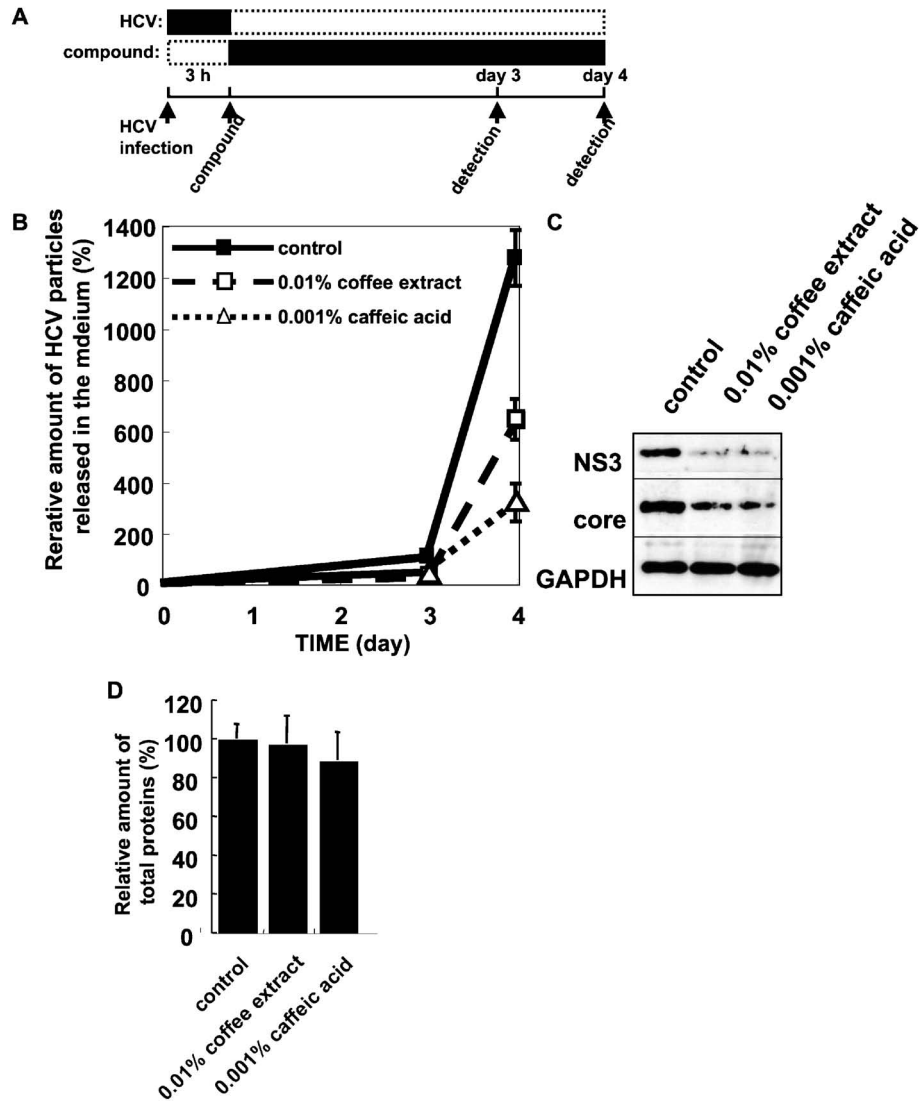 A
HCV:
compound:
3 h
day 3
day 4
HCV
infection
compound
detection
detection
B
Rerative amount of HCV particles
released in the mdeium (%)
1400
1200
1000
800
600
400
200
0
control
0.01% coffee extract
0.001% caffeic acid
0
1
2
3
4
TIME (day)
C
control
0.01% coffee extract
0.001% caffeic acid
NS3
core
GAPDH
D
Relative amount of
total proteins (%)
120
100
80
60
40
20
0
control
0.01% coffee extract
0.001% caffeic acid